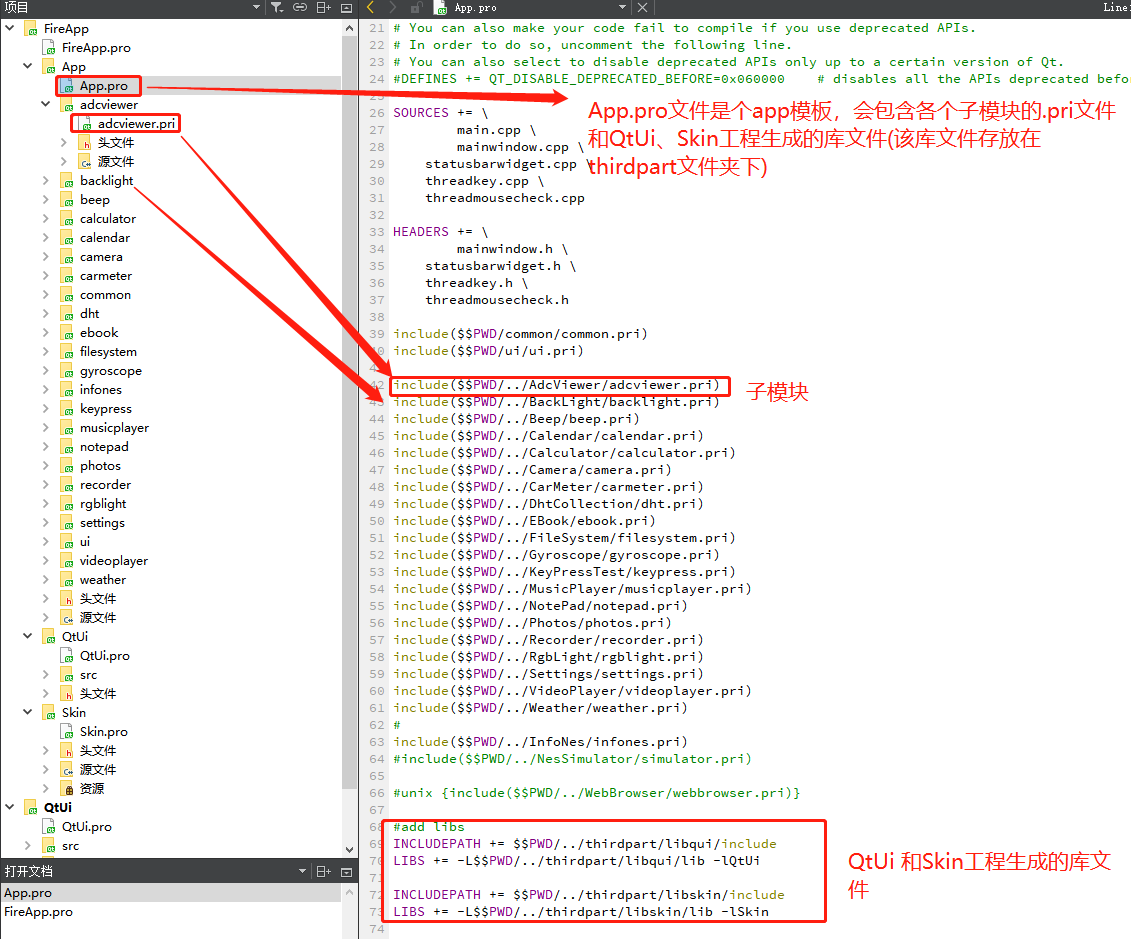 项目
App.pro
Line:
FireApp
FireApp.pro
App
App.pro
adcviewer
adcviewer.pri
头文件
源文件
backlight
beep
calculator
calendar
camera
carmeter
common
dht
ebook
filesystem
gyroscope
infones
keypress
musicplayer
notepad
photos
recorder
rgblight
settings
ui
videoplayer
weather
头文件
源文件
QtUi
QtUi.pro
src
头文件
Skin
Skin.pro
头文件
源文件
资源
QtUi
QtUi.pro
src
打开文档
App.pro
FireApp.pro
21 # You can also make your code fail to compile if you use deprecated APIs.
22 # In order to do so, uncomment the following line.
23 # You can also select to disable deprecated APIs only up to a certain version of Qt.
24 #DEFINES += QT_DISABLE_DEPRECATED_BEFORE=0x060000    # disables all the APIs deprecated befor
25
26 SOURCES += \
27 main.cpp \
28 mainwindow.cpp \
29 statusbarwidget.cpp \
30 threadkey.cpp \
31 threadmousecheck.cpp
32
33 HEADERS += \
34 mainwindow.h \
35 statusbarwidget.h \
36 threadkey.h \
37 threadmousecheck.h
38
39 include($$PWD/common/common.pri)
40 include($$PWD/ui/ui.pri)
41
42 include($$PWD/../AdcViewer/adcviewer.pri)
43 include($$PWD/../BackLight/backlight.pri)
44 include($$PWD/../Beep/beep.pri)
45 include($$PWD/../Calendar/calendar.pri)
46 include($$PWD/../Calculator/calculator.pri)
47 include($$PWD/../Camera/camera.pri)
48 include($$PWD/../CarMeter/carmeter.pri)
49 include($$PWD/../DhtCollection/dht.pri)
50 include($$PWD/../EBook/ebook.pri)
51 include($$PWD/../FileSystem/filesystem.pri)
52 include($$PWD/../Gyroscope/gyroscope.pri)
53 include($$PWD/../KeyPressTest/keypress.pri)
54 include($$PWD/../MusicPlayer/musicplayer.pri)
55 include($$PWD/../NotePad/notepad.pri)
56 include($$PWD/../Photos/photos.pri)
57 include($$PWD/../Recorder/recorder.pri)
58 include($$PWD/../RgbLight/rgblight.pri)
59 include($$PWD/../Settings/settings.pri)
60 include($$PWD/../VideoPlayer/videoplayer.pri)
61 include($$PWD/../Weather/weather.pri)
62 #
63 include($$PWD/../InfoNes/infones.pri)
64 #include($$PWD/../NesSimulator/simulator.pri)
65
66 #unix {include($$PWD/../WebBrowser/webbrowser.pri)}
67
68 #add libs
69 INCLUDEPATH += $$PWD/../thirdpart/libqui/include
70 LIBS += -L$$PWD/../thirdpart/libqui/lib -lQtUi
71
72 INCLUDEPATH += $$PWD/../thirdpart/libskin/include
73 LIBS += -L$$PWD/../thirdpart/libskin/lib -lSkin
74
App.pro文件是个app模板，会包含各个子模块的.pri文件
和QtUi、Skin工程生成的库文件(该库文件存放在
thirdpart文件夹下)
子模块
QtUi 和Skin工程生成的库文
件